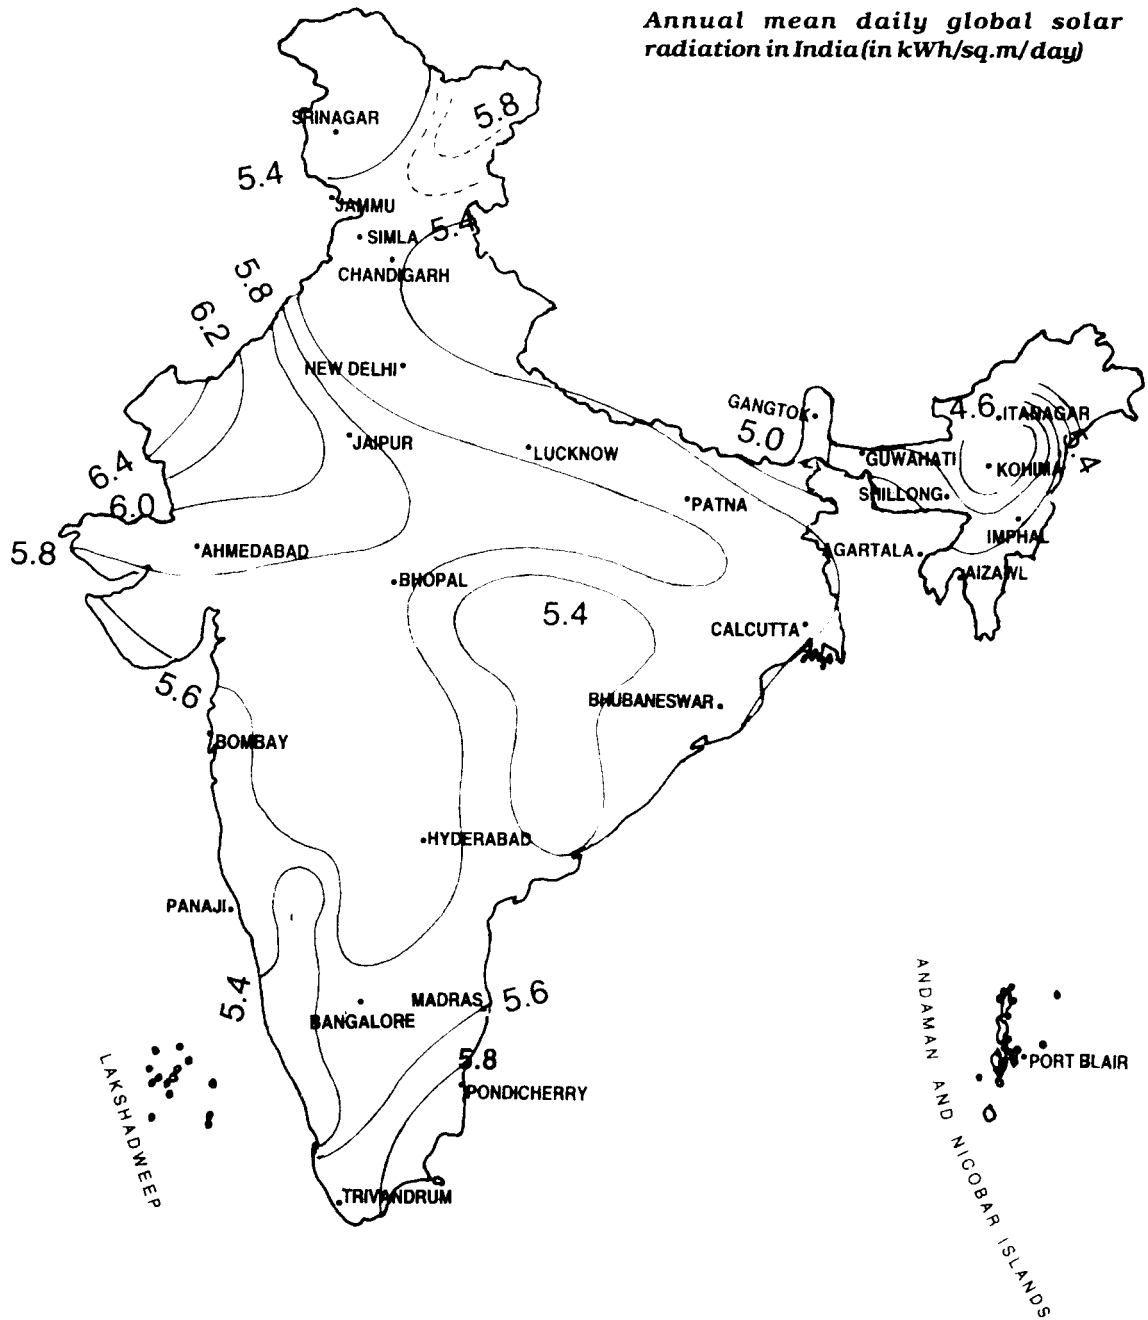 Annual mean daily global solar
radiation in India (in kWh/sq.m/day)
5.8
SRINAGAR
5.4
JAMMU
5.4
SIMLA
CHANDIGARH
5.8
6.2
NEW DELHI
GANGTOK
4.6
ITANAGAR
5.0
JAIPUR
LUCKNOW
GUWAHATI
5.4
KOHIMA
6.4
SHILLONG
PATNA
6.0
IMPHAL
5.8
AHMEDABAD
AGARTALA
BHOPAL
AIZAWL
5.4
CALCUTTA
5.6
BHUBANESWAR
BOMBAY
HYDERABAD
PANAJI
5.4
MADRAS
5.6
BANGALORE
5.8
PORT BLAIR
PONDICHERRY
LAKSHADWEEP
ANDAMAN AND NICOBAR ISLANDS
TRIVANDRUM